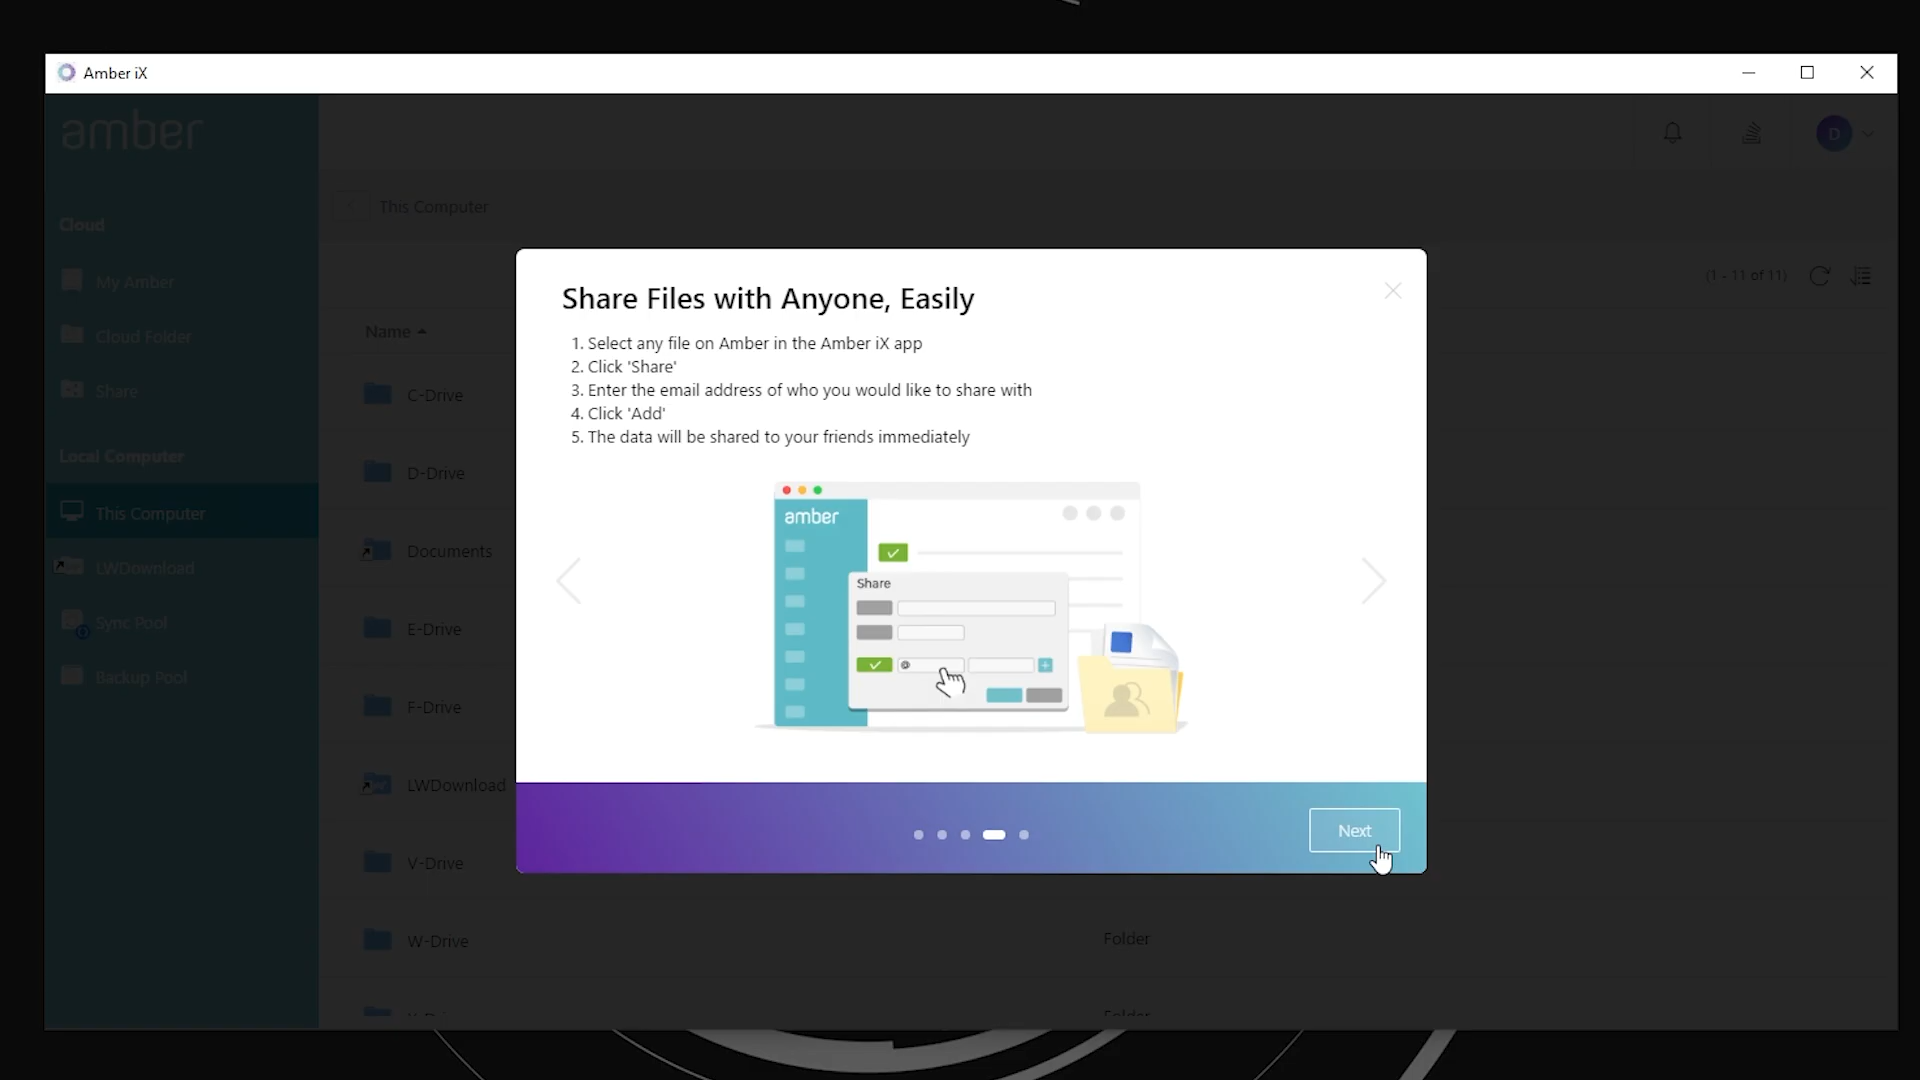 Amber iX
amber
D
This Computer
Cloud
My Amber
Cloud Folder
Share
Local Computer
This Computer
LWDownload
Sync Pool
Backup Pool
(1 - 11 of 11)
Name
C-Drive
D-Drive
Documents
E-Drive
F-Drive
LWDownload
V-Drive
W-Drive
Folder
Folder
Share Files with Anyone, Easily
1. Select any file on Amber in the Amber iX app
2. Click 'Share'
3. Enter the email address of who you would like to share with
4. Click 'Add'
5. The data will be shared to your friends immediately
amber
Share
@
Next